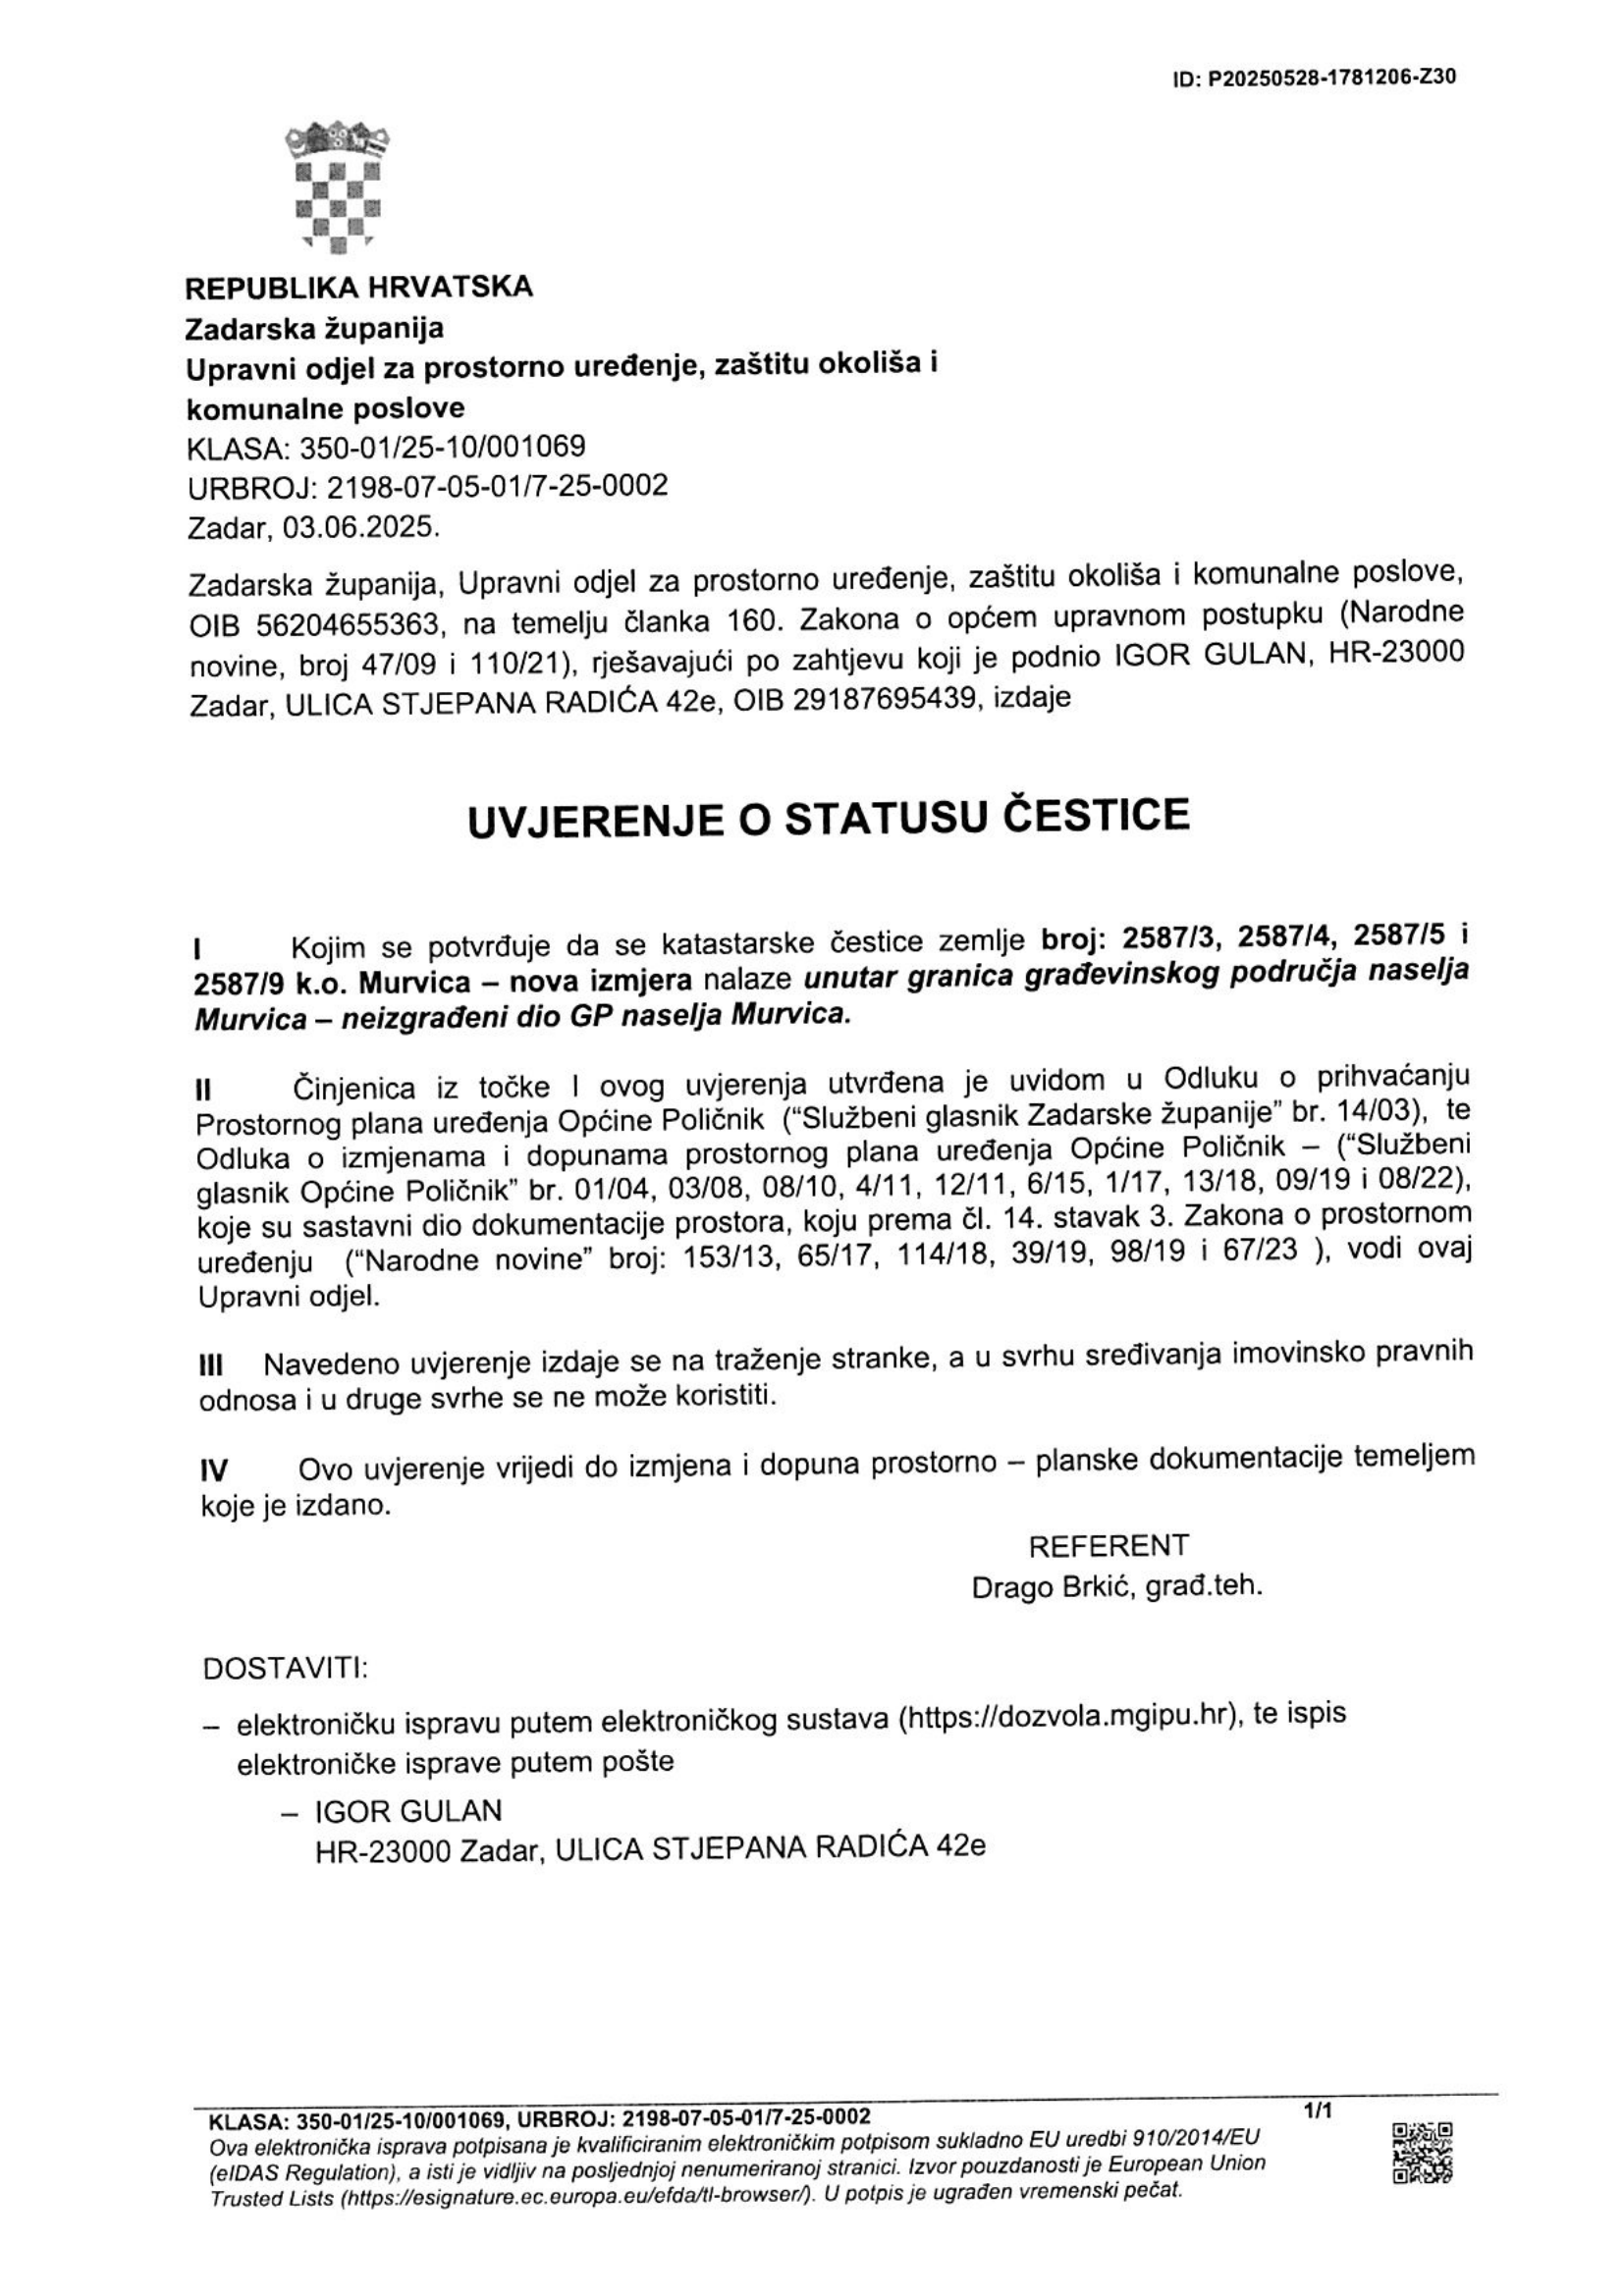 ID: P20250528-1781206-Z30
REPUBLIKA HRVATSKA
Zadarska županija
Upravni odjel za prostorno uređenje, zaštitu okoliša i
komunalne poslove
KLASA: 350-01/25-10/001069
URBROJ: 2198-07-05-01/7-25-0002
Zadar, 03.06.2025.
Zadarska županija, Upravni odjel za prostorno uređenje, zaštitu okoliša i komunalne poslove,
OIB 56204655363, na temelju članka 160. Zakona o općem upravnom postupku (Narodne
novine, broj 47/09 i 110/21), rješavajući po zahtjevu koji je podnio IGOR GULAN, HR-23000
Zadar, ULICA STJEPANA RADIĆA 42e, OIB 29187695439, izdaje
UVJERENJE O STATUSU ČESTICE
I Kojim se potvrđuje da se katastarske čestice zemlje broj: 2587/3, 2587/4, 2587/5 i
2587/9 k.o. Murvica – nova izmjera nalaze unutar granica građevinskog područja naselja
Murvica – neizgrađeni dio GP naselja Murvica.
II Činjenica iz točke I ovog uvjerenja utvrđena je uvidom u Odluku o prihvaćanju
Prostornog plana uređenja Općine Poličnik (“Službeni glasnik Zadarske županije” br. 14/03), te
Odluka o izmjenama i dopunama prostornog plana uređenja Općine Poličnik – (“Službeni
glasnik Općine Poličnik” br. 01/04, 03/08, 08/10, 4/11, 12/11, 6/15, 1/17, 13/18, 09/19 i 08/22),
koje su sastavni dio dokumentacije prostora, koju prema čl. 14. stavak 3. Zakona o prostornom
uređenju (“Narodne novine” broj: 153/13, 65/17, 114/18, 39/19, 98/19 i 67/23 ), vodi ovaj
Upravni odjel.
III Navedeno uvjerenje izdaje se na traženje stranke, a u svrhu sređivanja imovinsko pravnih
odnosa i u druge svrhe se ne može koristiti.
IV Ovo uvjerenje vrijedi do izmjena i dopuna prostorno – planske dokumentacije temeljem
koje je izdano.
REFERENT
Drago Brkić, građ.teh.
DOSTAVITI:
– elektroničku ispravu putem elektroničkog sustava (https://dozvola.mgipu.hr), te ispis
elektroničke isprave putem pošte
– IGOR GULAN
HR-23000 Zadar, ULICA STJEPANA RADIĆA 42e
KLASA: 350-01/25-10/001069, URBROJ: 2198-07-05-01/7-25-0002 1/1
Ova elektronička isprava potpisana je kvalificiranim elektroničkim potpisom sukladno EU uredbi 910/2014/EU
(eIDAS Regulation), a isti je vidljiv na posljednjoj nenumeriranoj stranici. Izvor pouzdanosti je European Union
Trusted Lists (https://esignature.ec.europa.eu/efda/tl-browser/). U potpis je ugrađen vremenski pečat.